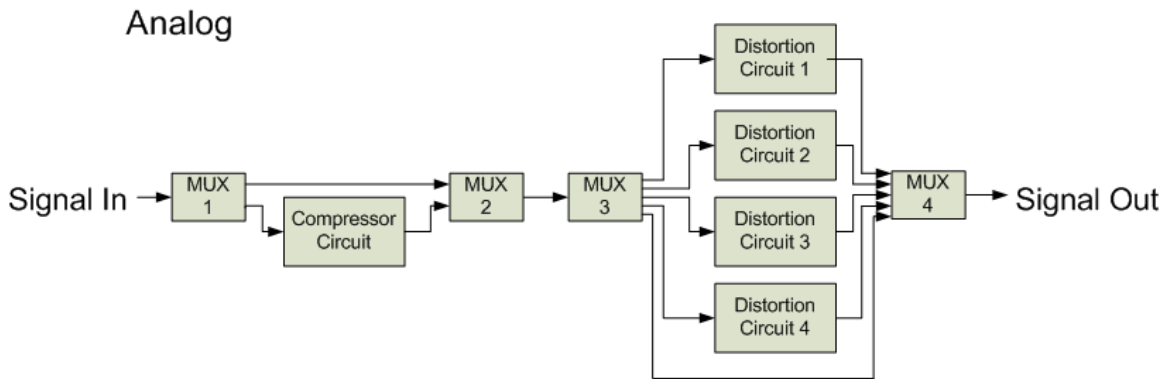 Analog
Signal In
MUX
1
Compressor
Circuit
MUX
2
MUX
3
Distortion
Circuit 1
Distortion
Circuit 2
Distortion
Circuit 3
Distortion
Circuit 4
MUX
4
Signal Out